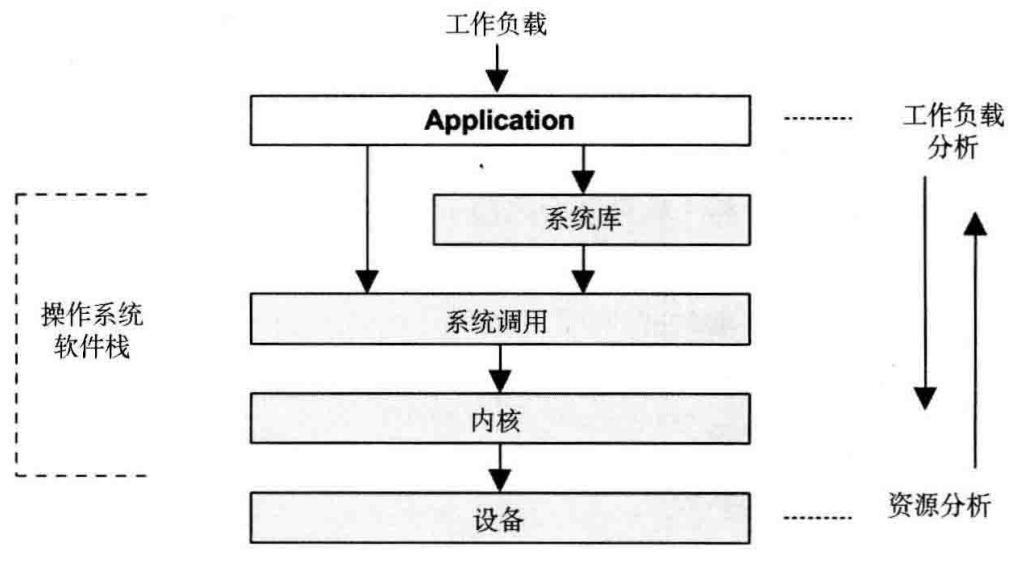 工作负载
Application
工作负载
分析
系统库
操作系统
软件栈
系统调用
内核
设备
资源分析